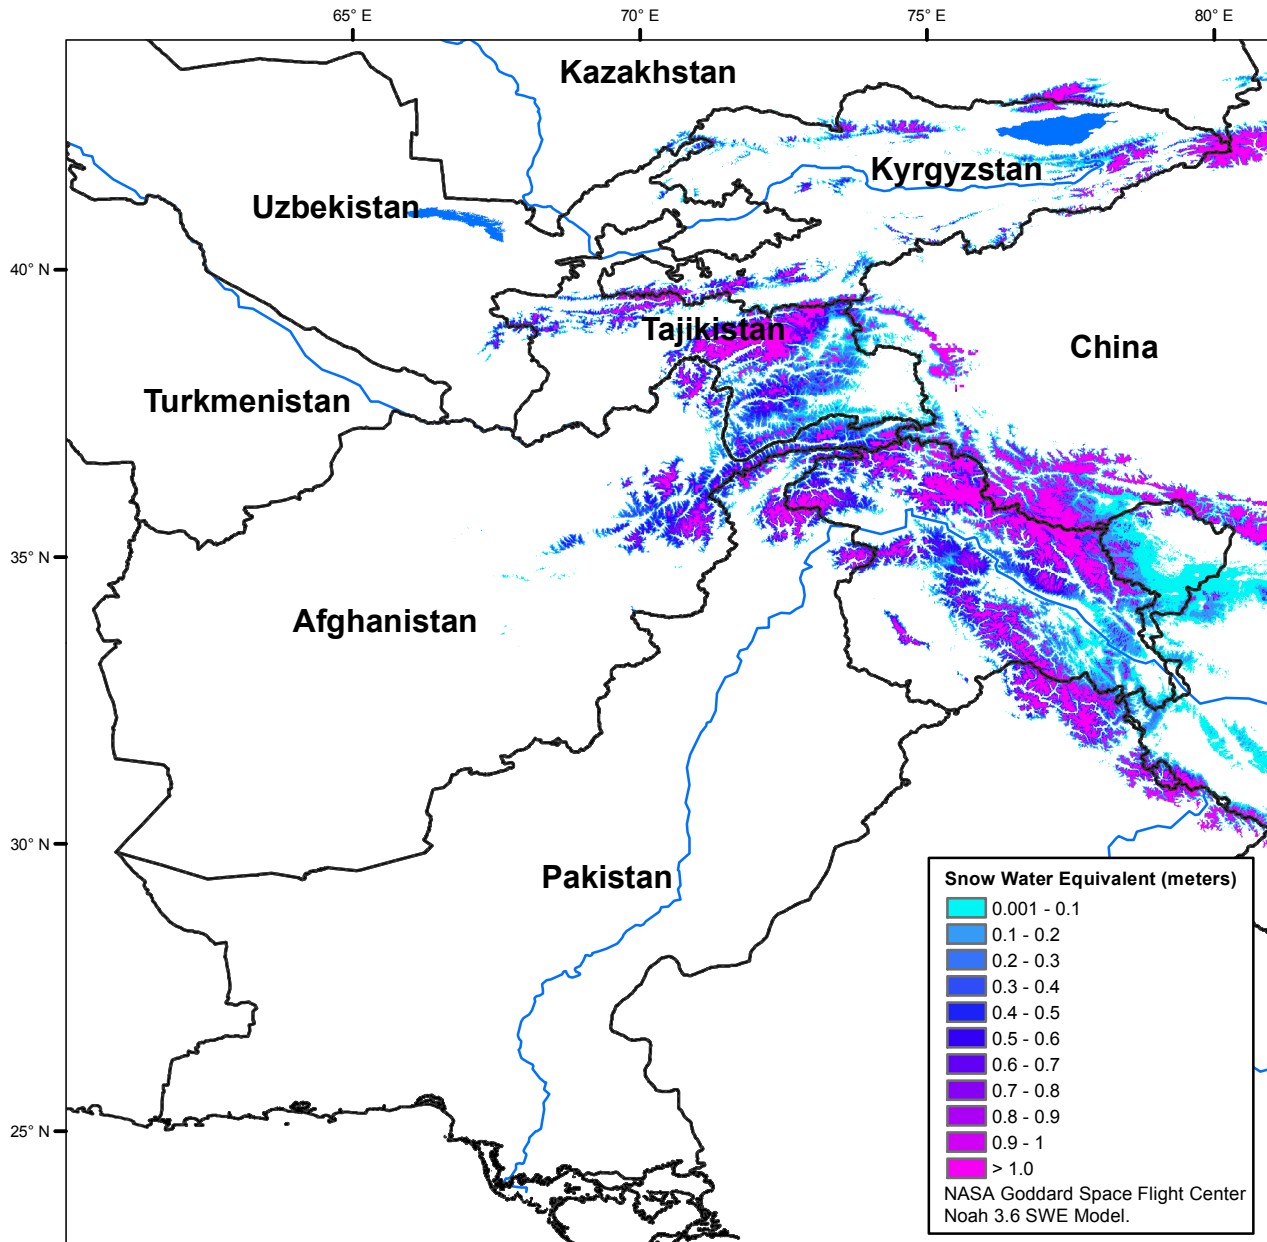 65° E
70° E
75° E
80° E
Kazakhstan
Kyrgyzstan
Uzbekistan
40° N
Tajikistan
China
Turkmenistan
35° N
Afghanistan
30° N
Pakistan
25° N
Snow Water Equivalent (meters)
0.001 - 0.1
0.1 - 0.2
0.2 - 0.3
0.3 - 0.4
0.4 - 0.5
0.5 - 0.6
0.6 - 0.7
0.7 - 0.8
0.8 - 0.9
0.9 - 1
> 1.0
NASA Goddard Space Flight Center
Noah 3.6 SWE Model.